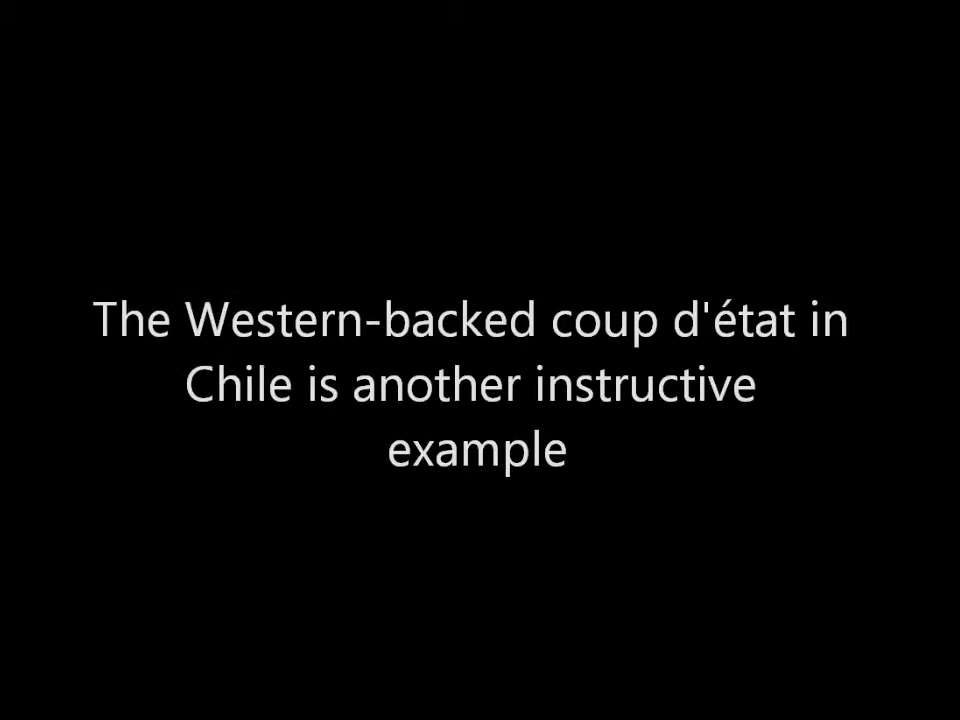 The Western-backed coup d'état in
Chile is another instructive
example